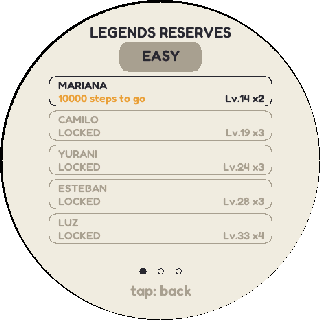 LEGENDS RESERVES
EASY
MARIANA
10000 steps to go Lv.14 x2
CAMILO
LOCKED Lv.19 x3
YURANI
LOCKED Lv.24 x3
ESTEBAN
LOCKED Lv.28 x3
LUZ
LOCKED Lv.33 x4
tap: back